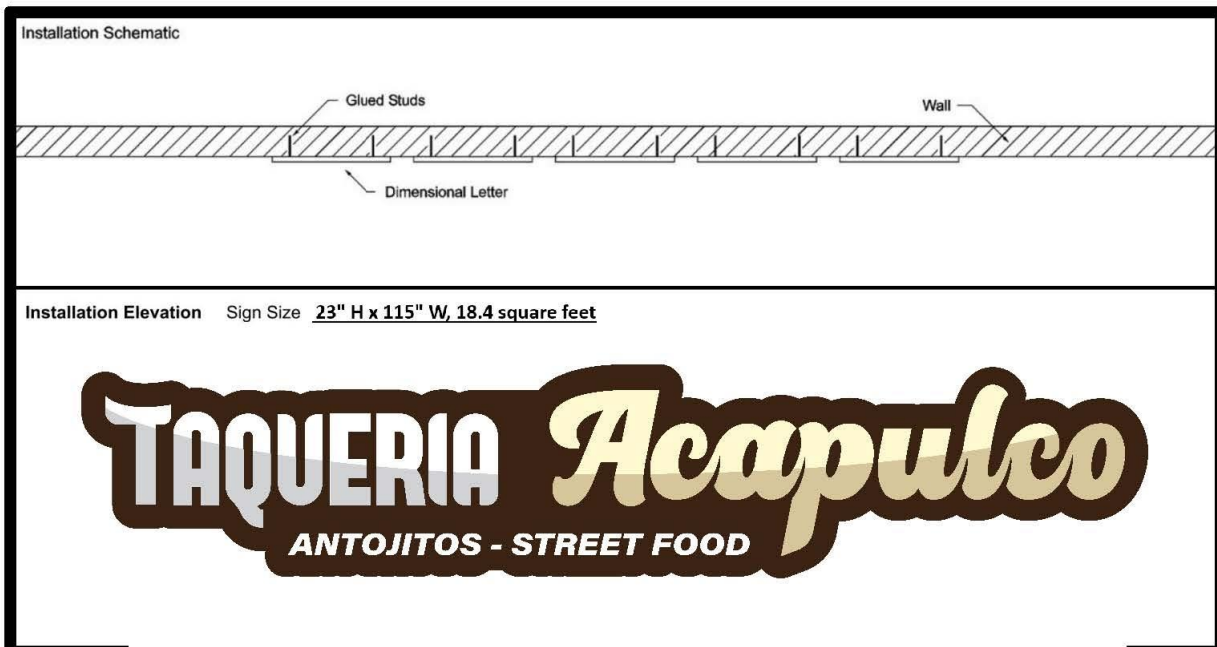 Installation Schematic
Glued Studs
Wall
Dimensional Letter
Installation Elevation Sign Size 23" H x 115" W, 18.4 square feet
TAQUERIA Acapulco
ANTOJITOS - STREET FOOD